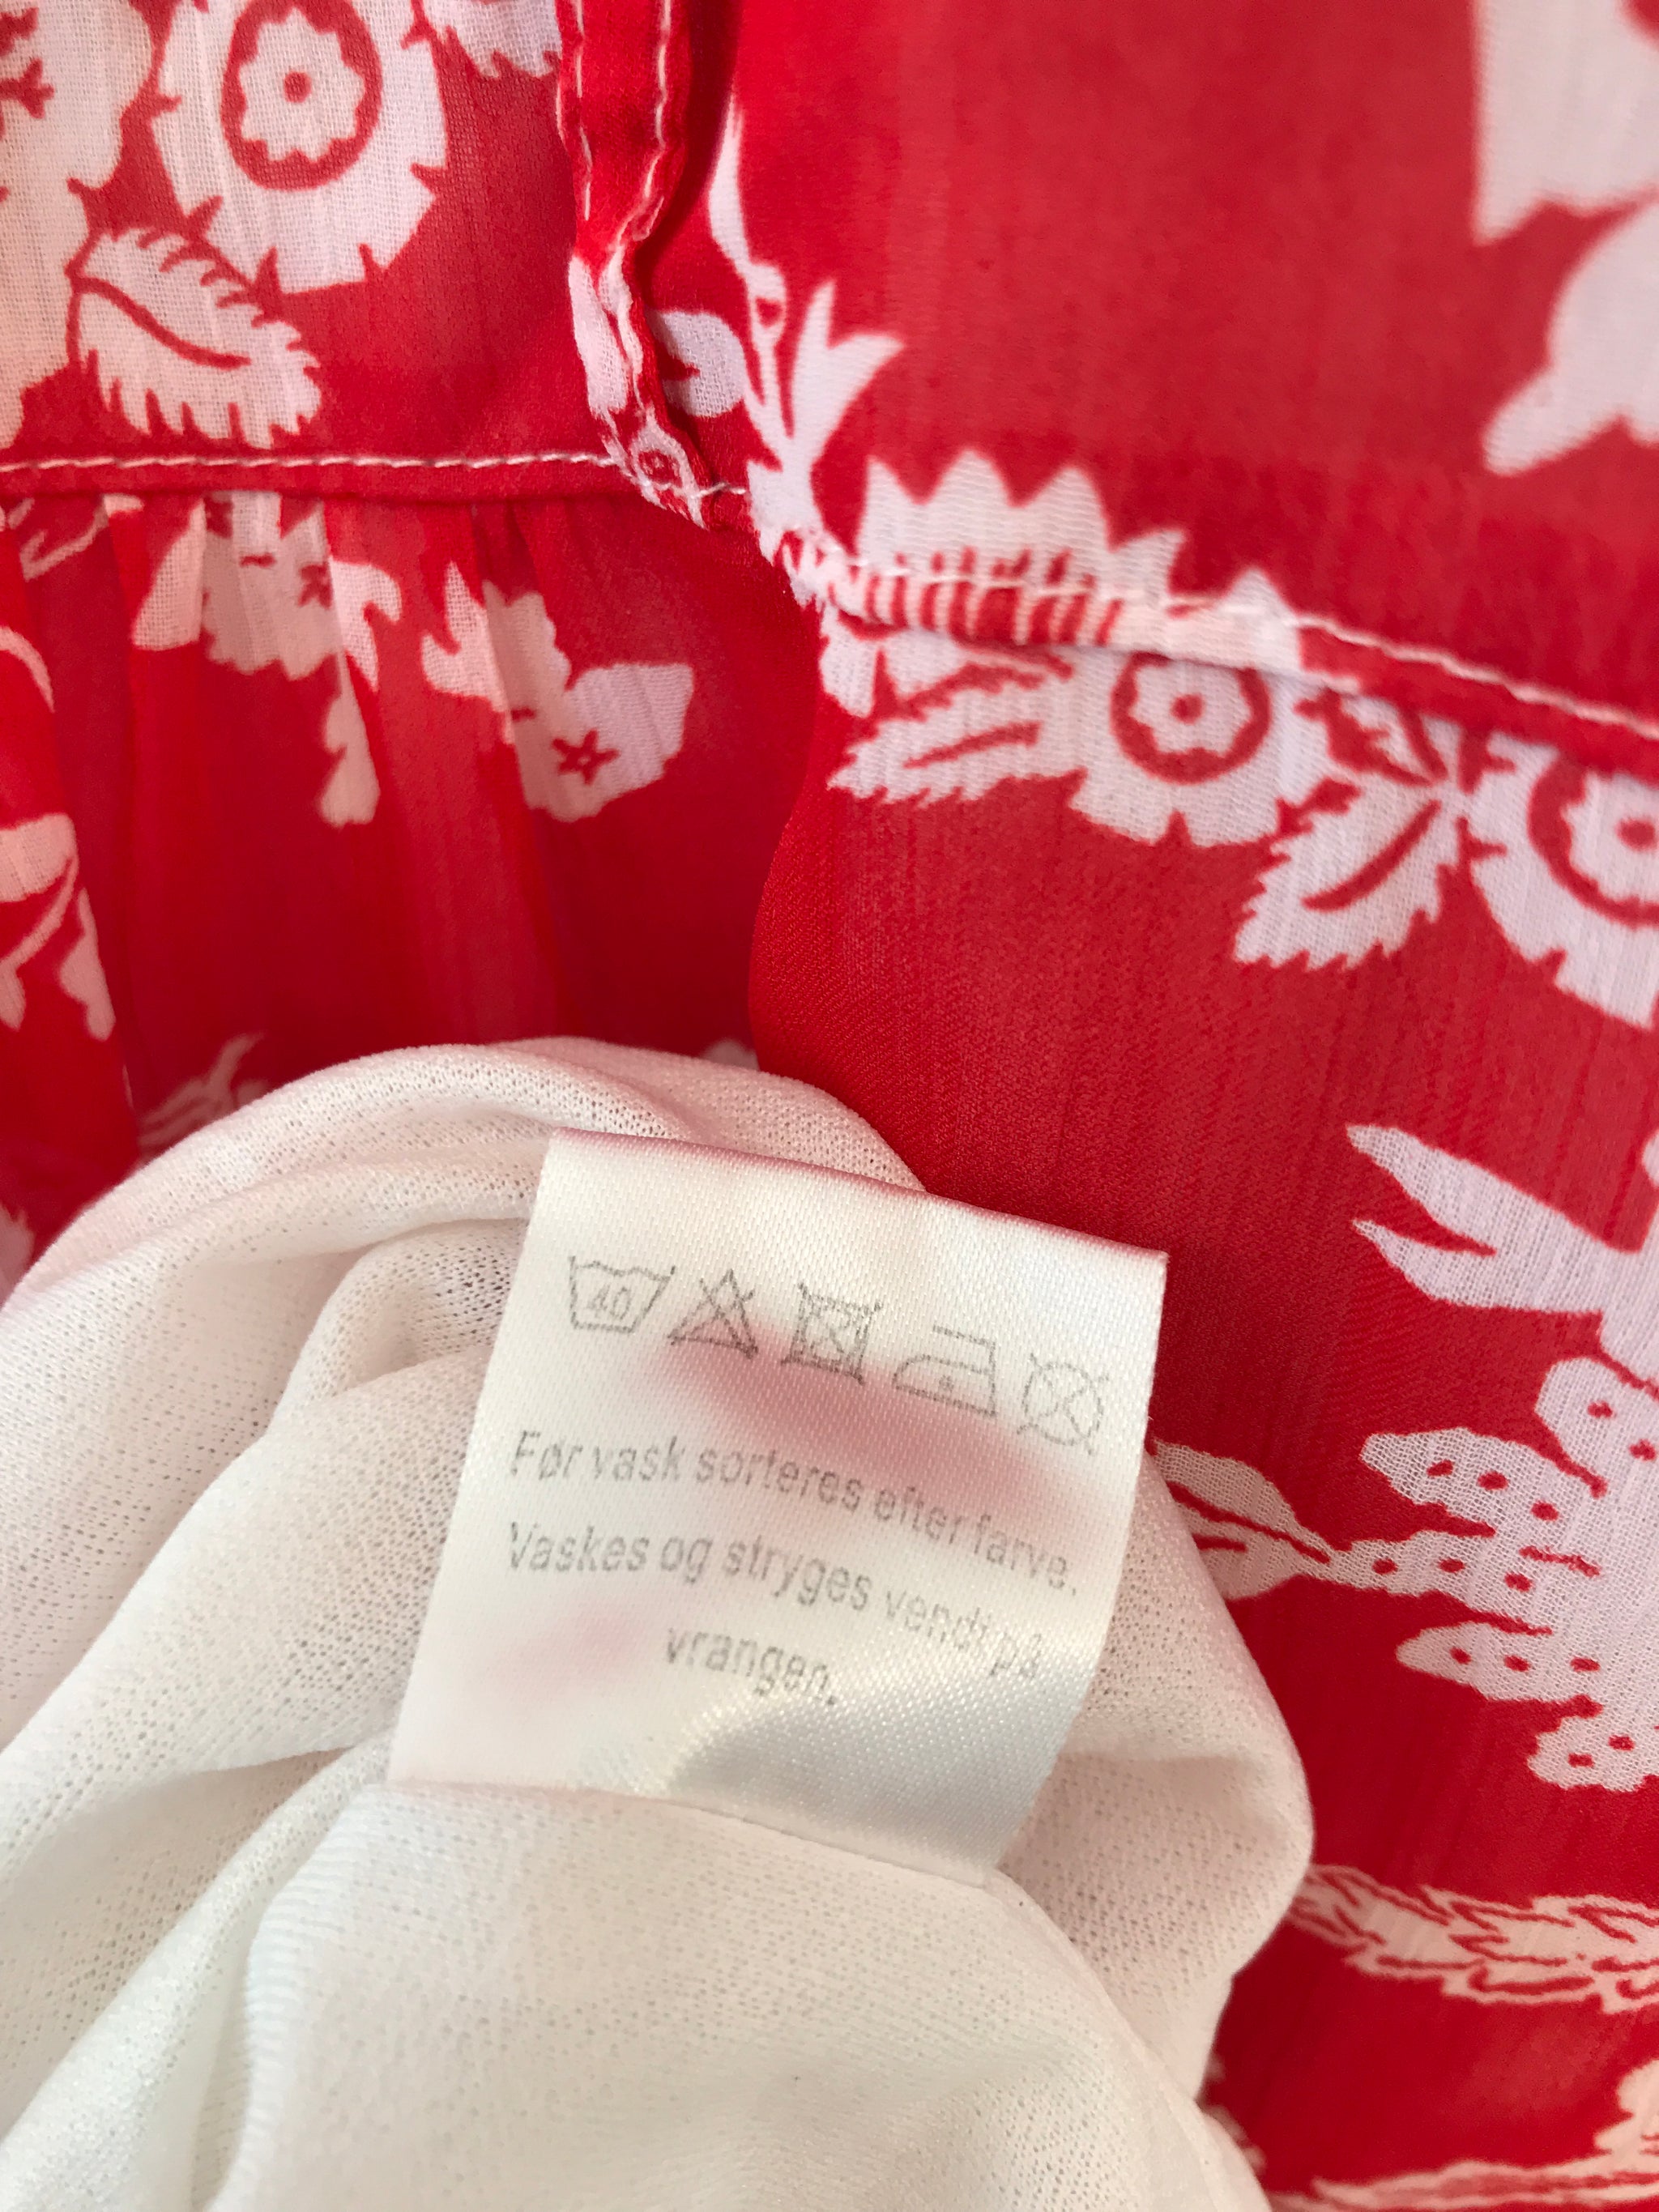 40
Før vask sorteres efter farve.
Vaskes og stryges vendt på
vrangen.